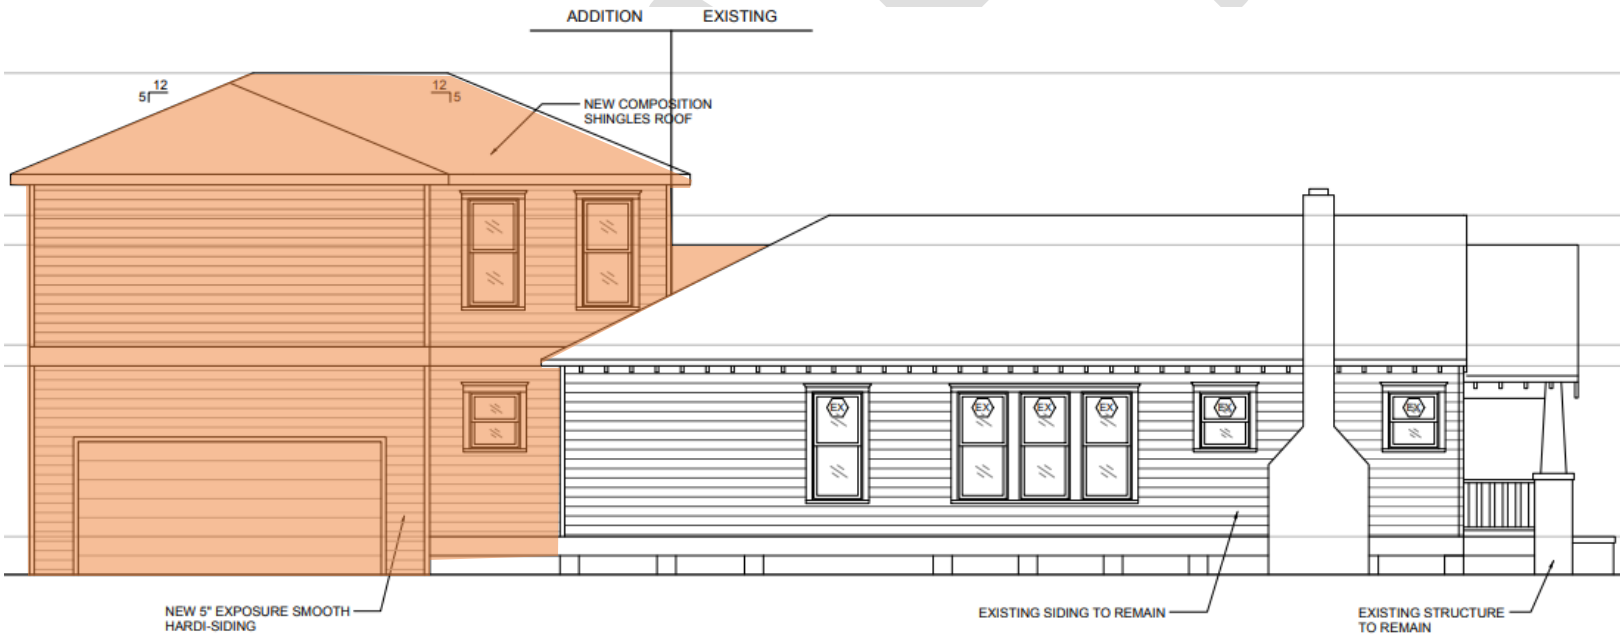 ADDITION EXISTING
12
5
12
5
NEW COMPOSITION
SHINGLES ROOF
EX
EX
EX
EX
EX
EX
NEW 5" EXPOSURE SMOOTH
HARDI-SIDING
EXISTING SIDING TO REMAIN
EXISTING STRUCTURE
TO REMAIN